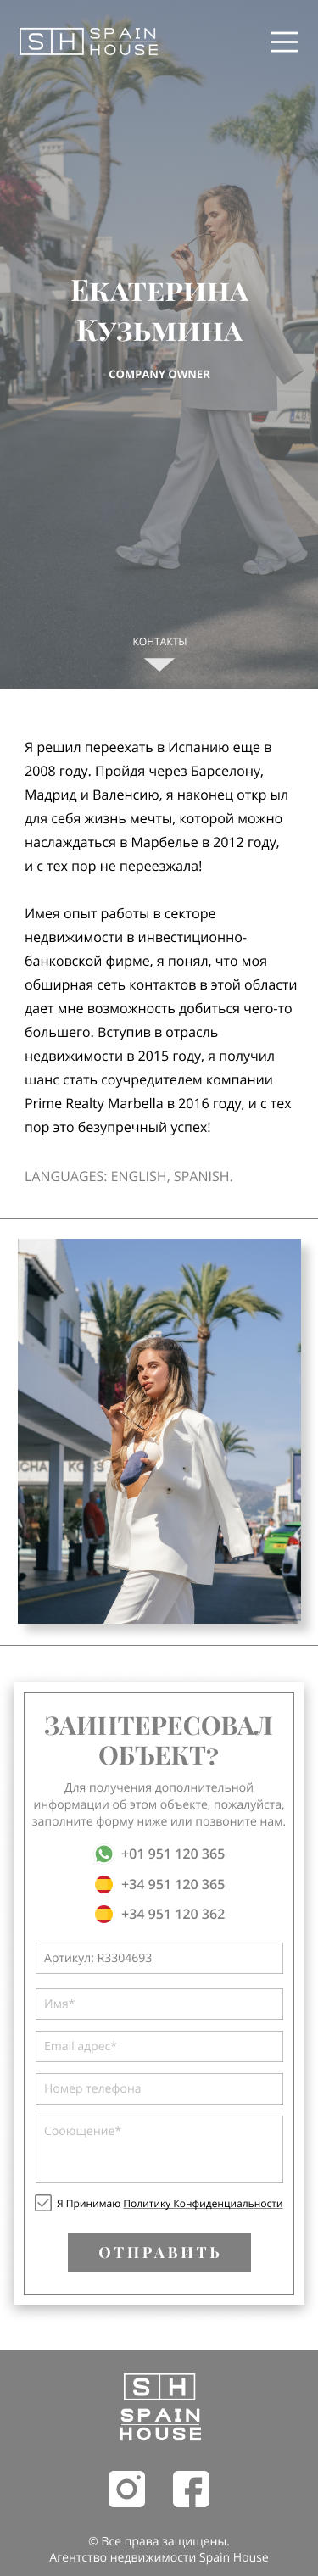 SH SPAIN
HOUSE
Екатерина
Кузьмина
COMPANY OWNER
КОНТАКТЫ
Я решил переехать в Испанию еще в
2008 году. Пройдя через Барселону,
Мадрид и Валенсию, я наконец откр ыл
для себя жизнь мечты, которой можно
наслаждаться в Марбелье в 2012 году,
и с тех пор не переезжала!
Имея опыт работы в секторе
недвижимости в инвестиционно-
банковской фирме, я понял, что моя
обширная сеть контактов в этой области
дает мне возможность добиться чего-то
большего. Вступив в отрасль
недвижимости в 2015 году, я получил
шанс стать соучредителем компании
Prime Realty Marbella в 2016 году, и с тех
пор это безупречный успех!
LANGUAGES: ENGLISH, SPANISH.
ЗАИНТЕРЕСОВАЛ
ОБЪЕКТ?
Для получения дополнительной
информации об этом объекте, пожалуйста,
заполните форму ниже или позвоните нам.
+01 951 120 365
+34 951 120 365
+34 951 120 362
Артикул: R3304693
Имя*
Email адрес*
Номер телефона
Сооющение*
Я Принимаю Политику Конфиденциальности
ОТПРАВИТЬ
SH
SPAIN
HOUSE
© Все права защищены.
Агентство недвижимости Spain House